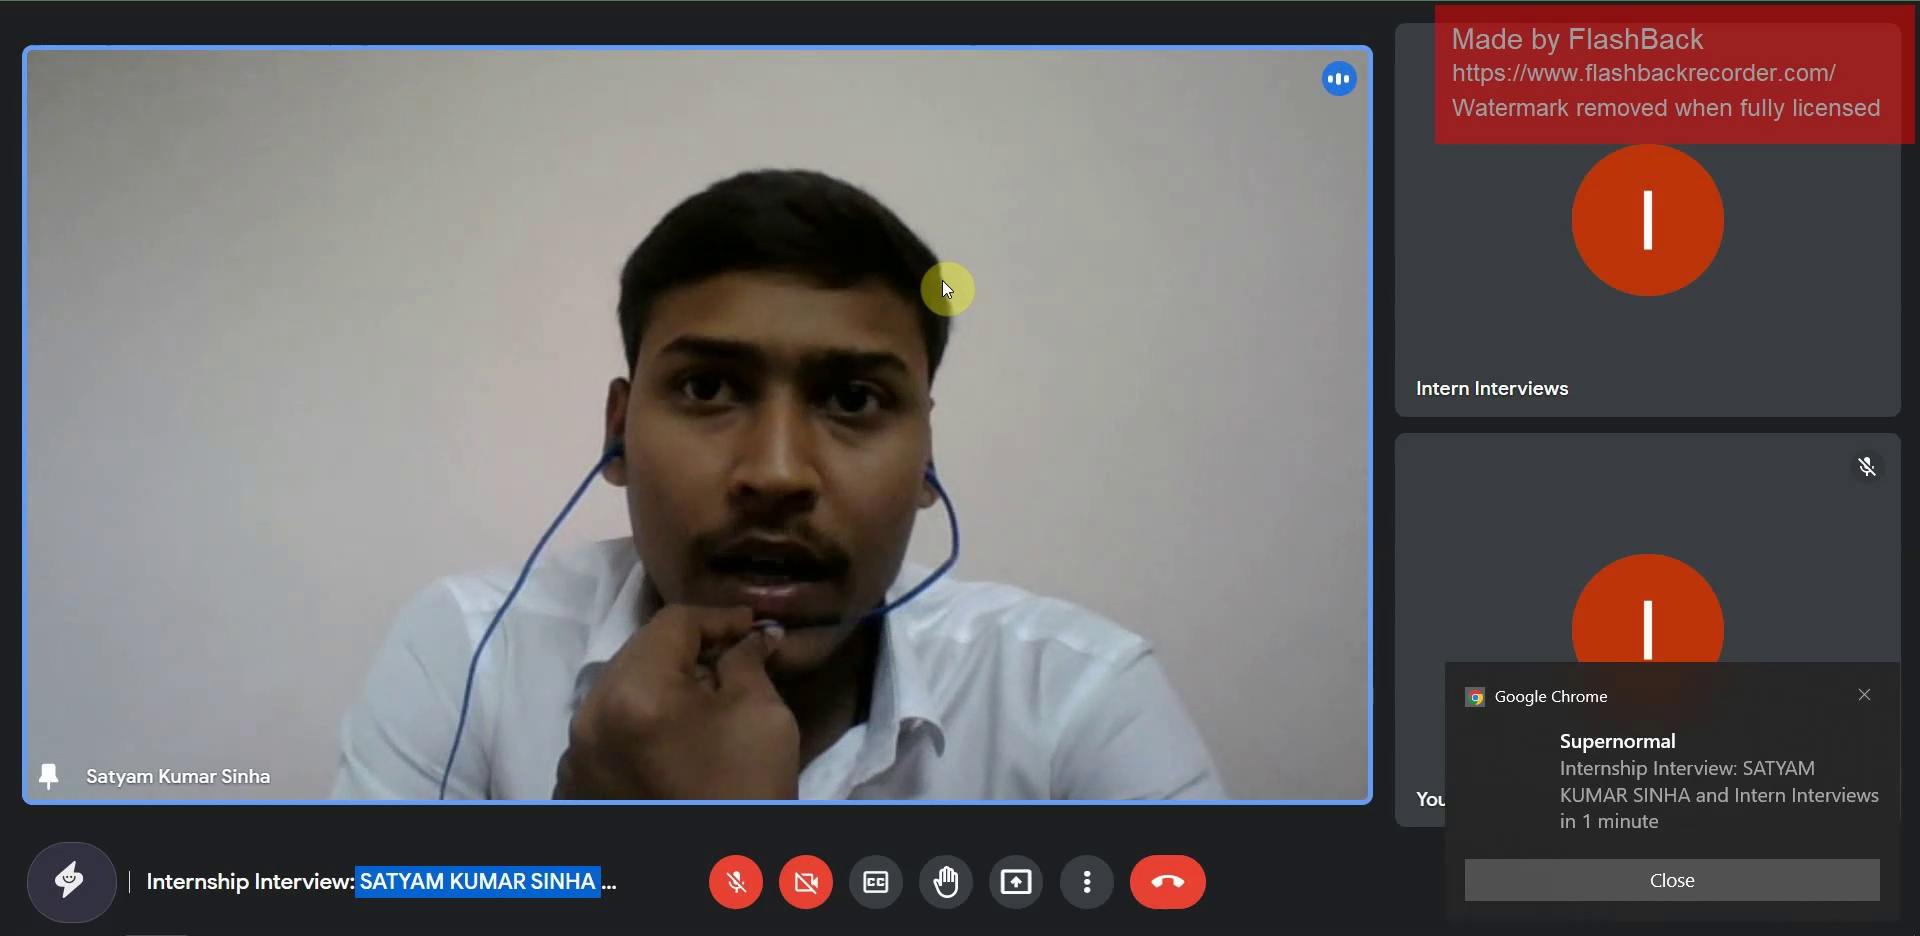 Made by FlashBack
https://www.flashbackrecorder.com/
Watermark removed when fully licensed
I
Intern Interviews
I
You
Satyam Kumar Sinha
Google Chrome
Supernormal
Internship Interview: SATYAM
KUMAR SINHA and Intern Interviews
in 1 minute
Close
Internship Interview: SATYAM KUMAR SINHA ...
CC